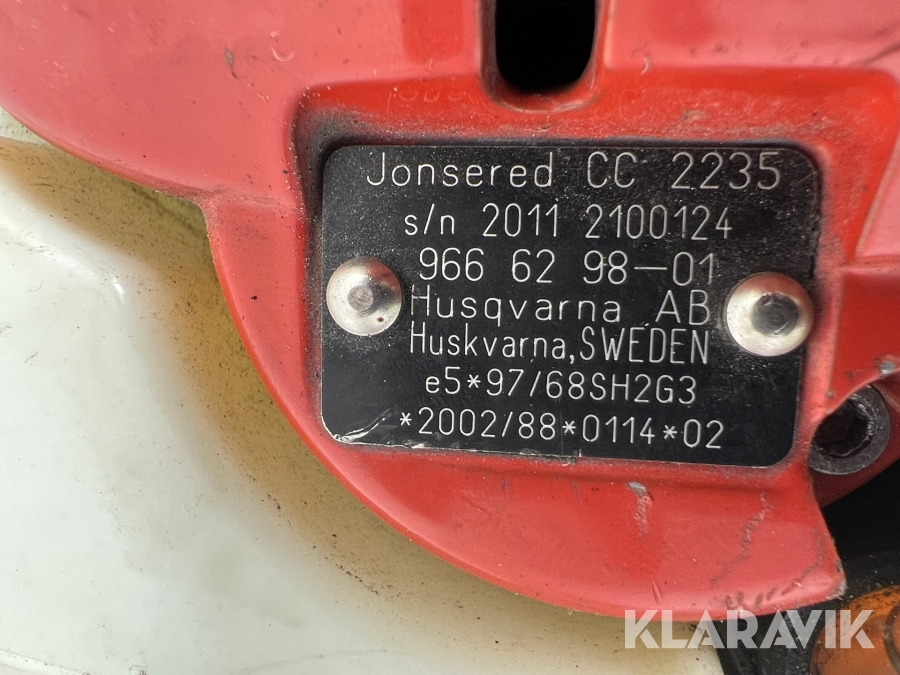 Jonsered CC 2235
s/n 2011 2100124
966 62 98-01
Husqvarna AB
Huskvarna,SWEDEN
e5*97/68SH2G3
*2002/88*0114*02
KLARAVIK